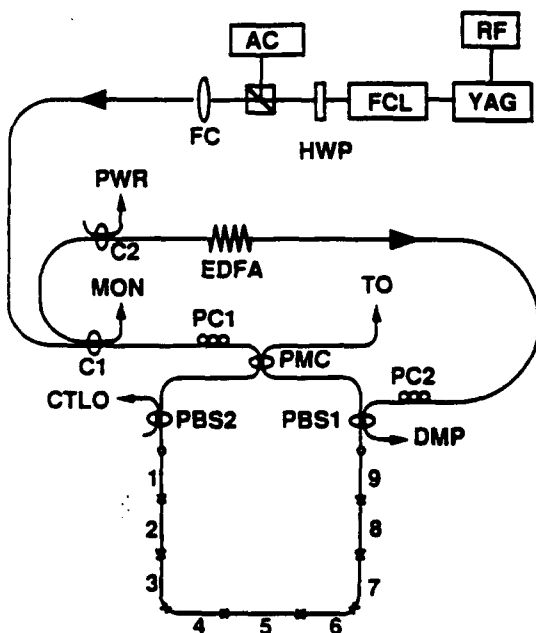 AC
RF
FCL
YAG
FC
HWP
PWR
C2
EDFA
MON
TO
PC1
C1
PMC
PC2
CTLO
PBS2
PBS1
DMP
1
9
2
8
3
7
4
5
6